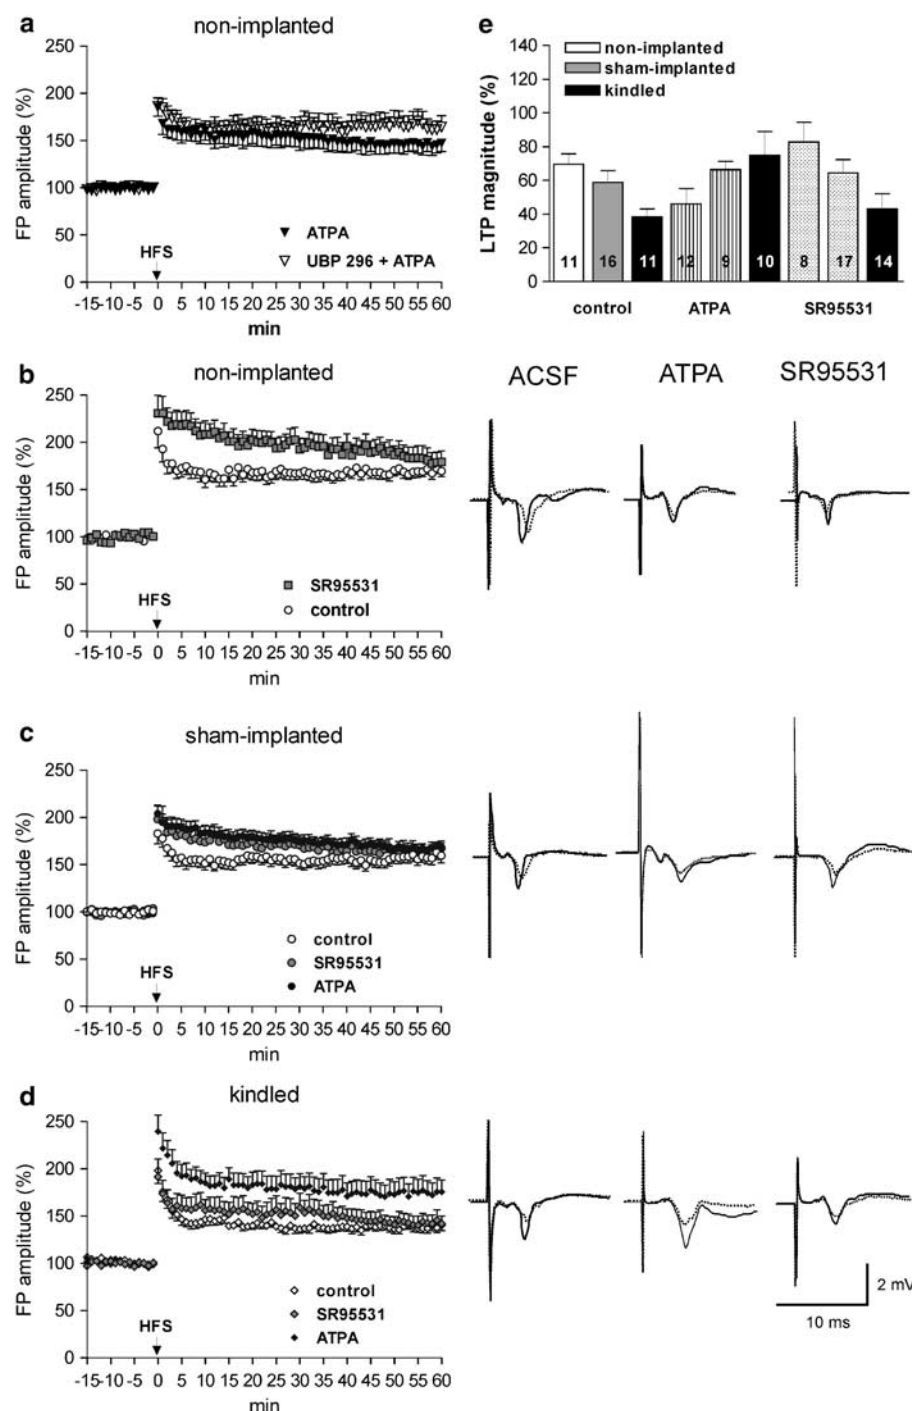 a
non-implanted
250
200
150
100
50
0
FP amplitude (%)
HFS
ATPA
UBP 296 + ATPA
-15 -10 -5 0 5 10 15 20 25 30 35 40 45 50 55 60
min
e
140
120
100
80
60
40
20
0
LTP magnitude (%)
non-implanted
sham-implanted
kindled
11 16 11 12 9 10 8 17 14
control ATPA SR95531
b
non-implanted
250
200
150
100
50
0
FP amplitude (%)
HFS
SR95531
control
-15 -10 -5 0 5 10 15 20 25 30 35 40 45 50 55 60
min
ACSF ATPA SR95531
c
sham-implanted
250
200
150
100
50
0
FP amplitude (%)
HFS
control
SR95531
ATPA
-15 -10 -5 0 5 10 15 20 25 30 35 40 45 50 55 60
min
d
kindled
250
200
150
100
50
0
FP amplitude (%)
HFS
control
SR95531
ATPA
-15 -10 -5 0 5 10 15 20 25 30 35 40 45 50 55 60
min
2 mV
10 ms